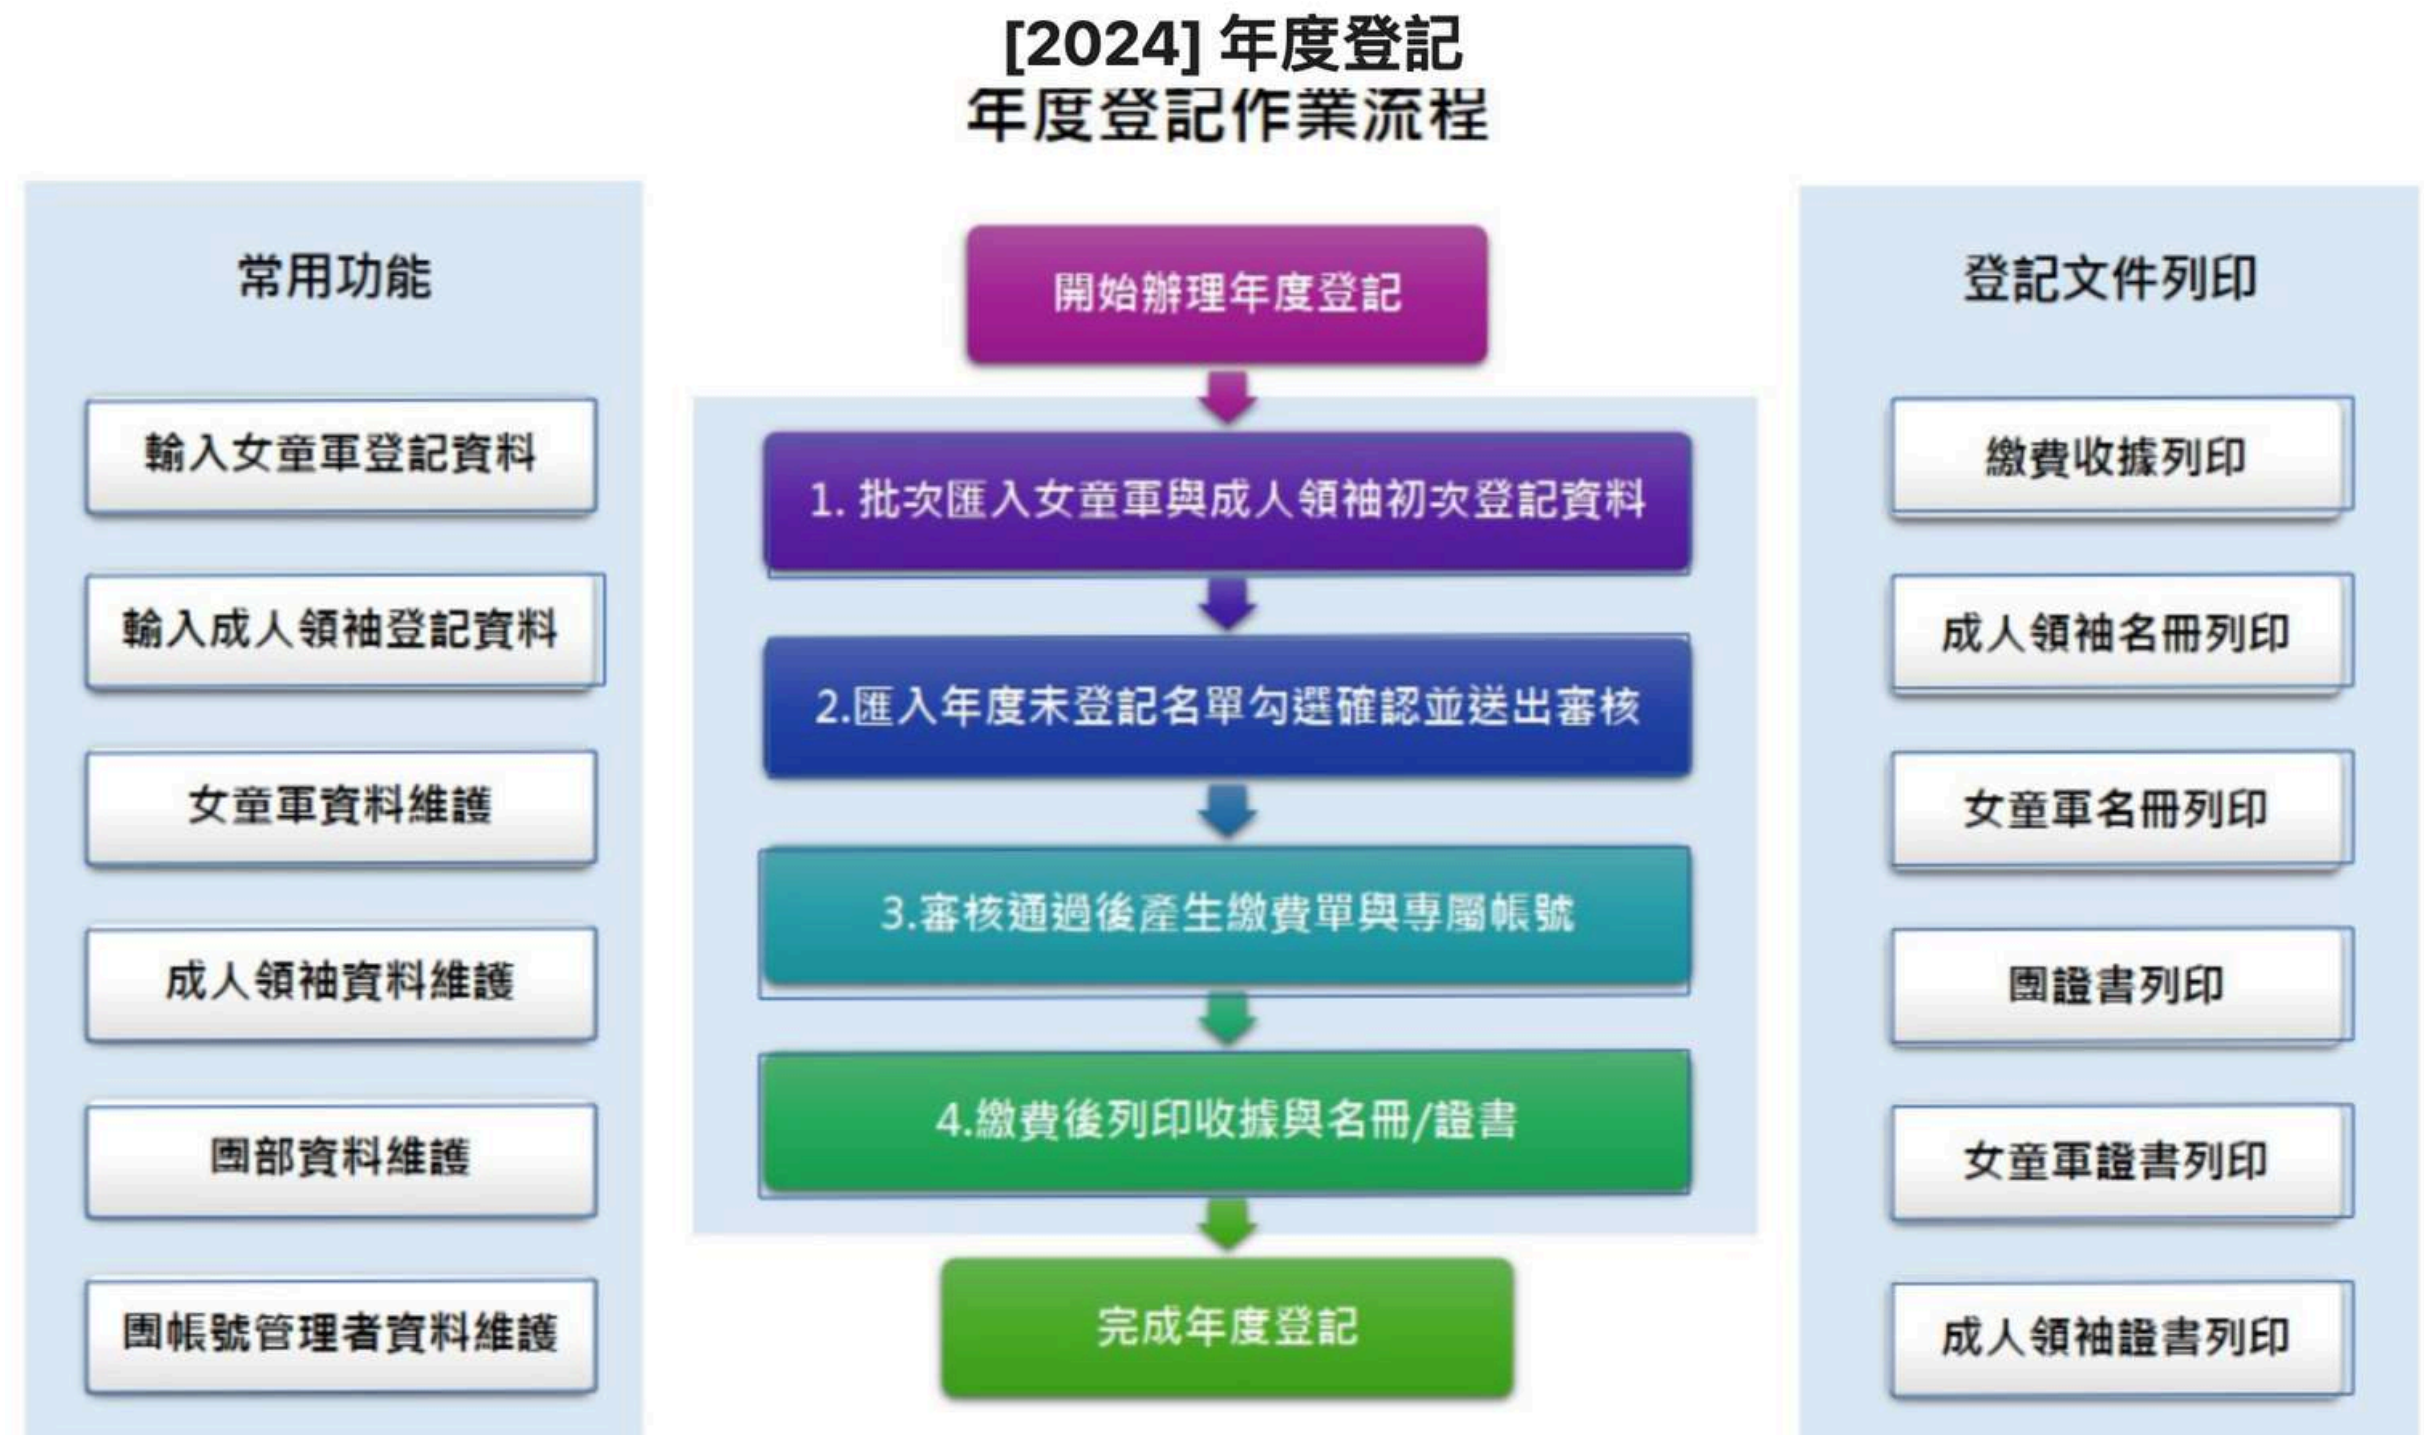 [2024] 年度登記
年度登記作業流程
常用功能
輸入女童軍登記資料
輸入成人領袖登記資料
女童軍資料維護
成人領袖資料維護
團部資料維護
團帳號管理者資料維護
開始辦理年度登記
1. 批次匯入女童軍與成人領袖初次登記資料
2.匯入年度未登記名單勾選確認並送出審核
3.審核通過後產生繳費單與專屬帳號
4.繳費後列印收據與名冊/證書
完成年度登記
登記文件列印
繳費收據列印
成人領袖名冊列印
女童軍名冊列印
團證書列印
女童軍證書列印
成人領袖證書列印